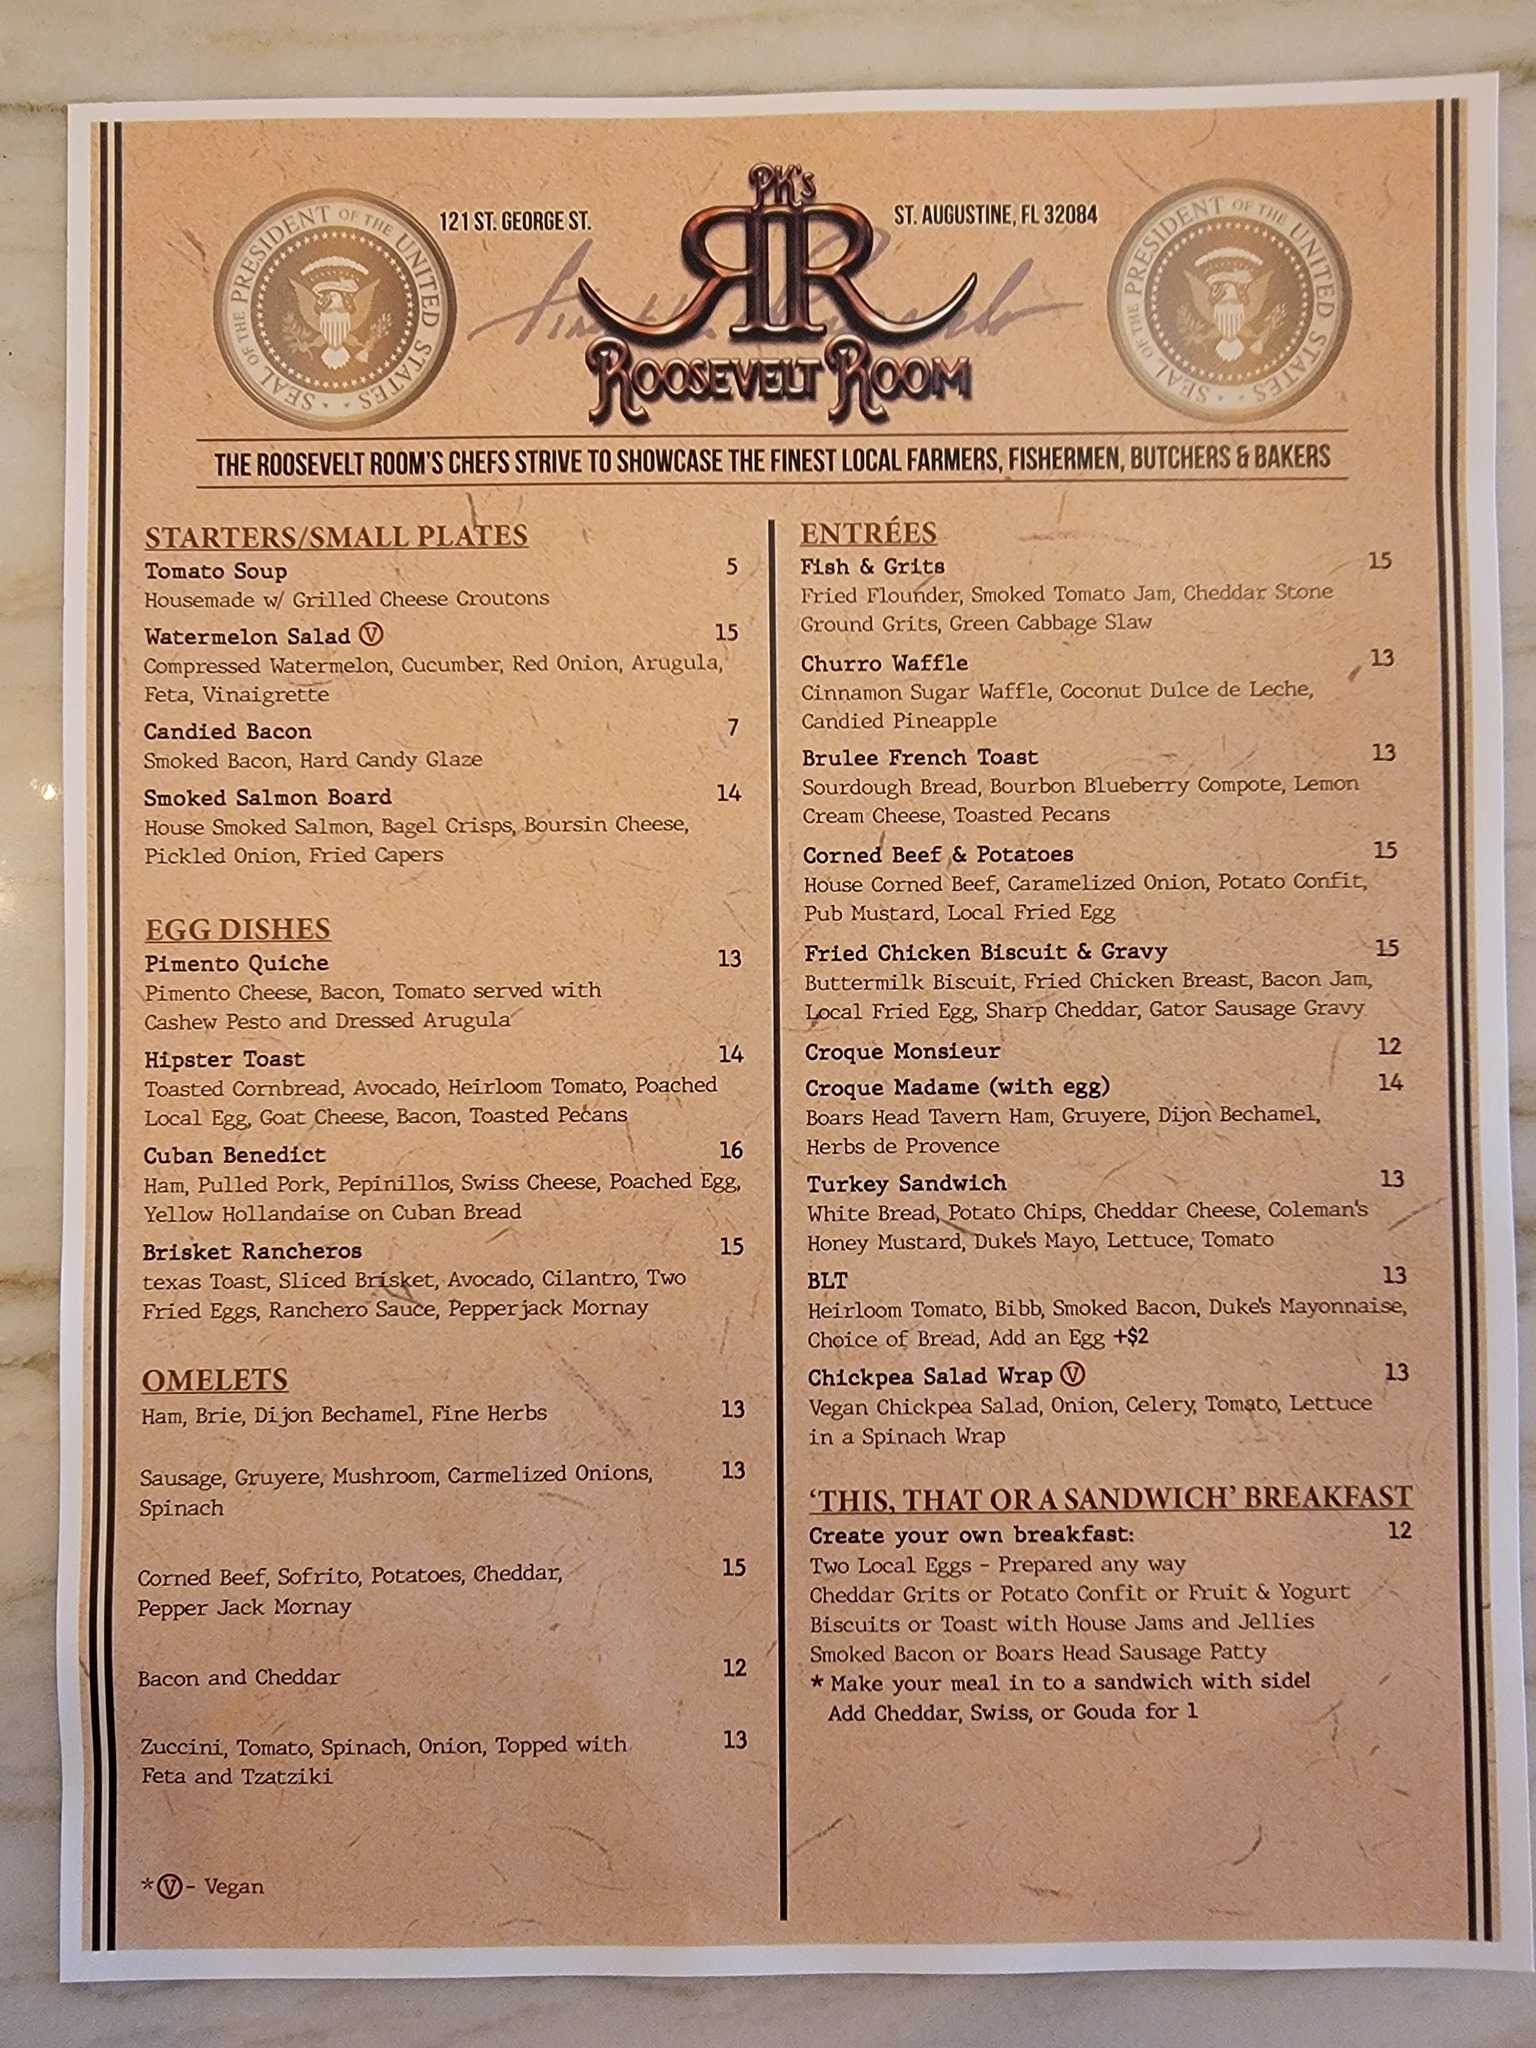 PK's
121 ST. GEORGE ST.
ST. AUGUSTINE, FL 32084
RR
ROOSEVELT ROOM
SEAL OF THE PRESIDENT OF THE UNITED STATES
SEAL OF THE PRESIDENT OF THE UNITED STATES
THE ROOSEVELT ROOM'S CHEFS STRIVE TO SHOWCASE THE FINEST LOCAL FARMERS, FISHERMEN, BUTCHERS & BAKERS
STARTERS/SMALL PLATES
Tomato Soup 5
Housemade w/ Grilled Cheese Croutons
Watermelon Salad Ⓥ 15
Compressed Watermelon, Cucumber, Red Onion, Arugula,
Feta, Vinaigrette
Candied Bacon 7
Smoked Bacon, Hard Candy Glaze
Smoked Salmon Board 14
House Smoked Salmon, Bagel Crisps, Boursin Cheese,
Pickled Onion, Fried Capers
EGG DISHES
Pimento Quiche 13
Pimento Cheese, Bacon, Tomato served with
Cashew Pesto and Dressed Arugula
Hipster Toast 14
Toasted Cornbread, Avocado, Heirloom Tomato, Poached
Local Egg, Goat Cheese, Bacon, Toasted Pecans
Cuban Benedict 16
Ham, Pulled Pork, Pepinillos, Swiss Cheese, Poached Egg,
Yellow Hollandaise on Cuban Bread
Brisket Rancheros 15
texas Toast, Sliced Brisket, Avocado, Cilantro, Two
Fried Eggs, Ranchero Sauce, Pepperjack Mornay
OMELETS
Ham, Brie, Dijon Bechamel, Fine Herbs 13
Sausage, Gruyere, Mushroom, Carmelized Onions, 13
Spinach
Corned Beef, Sofrito, Potatoes, Cheddar, 15
Pepper Jack Mornay
Bacon and Cheddar 12
Zuccini, Tomato, Spinach, Onion, Topped with 13
Feta and Tzatziki
*Ⓥ- Vegan
ENTRÉES
Fish & Grits 15
Fried Flounder, Smoked Tomato Jam, Cheddar Stone
Ground Grits, Green Cabbage Slaw
Churro Waffle 13
Cinnamon Sugar Waffle, Coconut Dulce de Leche,
Candied Pineapple
Brulee French Toast 13
Sourdough Bread, Bourbon Blueberry Compote, Lemon
Cream Cheese, Toasted Pecans
Corned Beef & Potatoes 15
House Corned Beef, Caramelized Onion, Potato Confit,
Pub Mustard, Local Fried Egg
Fried Chicken Biscuit & Gravy 15
Buttermilk Biscuit, Fried Chicken Breast, Bacon Jam,
Local Fried Egg, Sharp Cheddar, Gator Sausage Gravy
Croque Monsieur 12
Croque Madame (with egg) 14
Boars Head Tavern Ham, Gruyere, Dijon Bechamel,
Herbs de Provence
Turkey Sandwich 13
White Bread, Potato Chips, Cheddar Cheese, Coleman's
Honey Mustard, Duke's Mayo, Lettuce, Tomato
BLT 13
Heirloom Tomato, Bibb, Smoked Bacon, Duke's Mayonnaise,
Choice of Bread, Add an Egg +$2
Chickpea Salad Wrap Ⓥ 13
Vegan Chickpea Salad, Onion, Celery, Tomato, Lettuce
in a Spinach Wrap
'THIS, THAT OR A SANDWICH' BREAKFAST
Create your own breakfast: 12
Two Local Eggs - Prepared any way
Cheddar Grits or Potato Confit or Fruit & Yogurt
Biscuits or Toast with House Jams and Jellies
Smoked Bacon or Boars Head Sausage Patty
* Make your meal in to a sandwich with side!
Add Cheddar, Swiss, or Gouda for 1